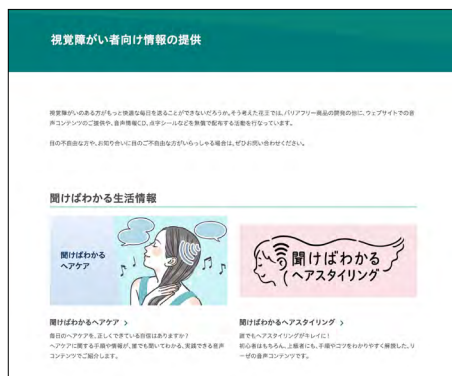 視覚障がい者向け情報の提供
視覚障がいのある方がもっと快適な毎日を送ることができないだろうか。そう考えた花王では、バリアフリー商品の開発の他に、ウェブサイトでの音
声コンテンツのご提供や、音声情報CD、点字シールなどを無償で配布する活動を行なっています。
目の不自由な方や、お知り合いに目のご不自由な方がいらっしゃる場合は、ぜひお問い合わせください。
聞けばわかる生活情報
聞けばわかる
ヘアケア
聞けばわかる
ヘアスタイリング
聞けばわかるヘアケア >
毎日のヘアケアを、正しくできている自信はありますか?
ヘアケアに関する手順や情報が、誰でも聞いてわかる、実践できる音声
コンテンツでご紹介します。
聞けばわかるヘアスタイリング >
誰でもヘアスタイリングがキレイに!
初心者はもちろん、上級者にも、手順やコツをわかりやすく解説した、リ
ーゼの音声コンテンツです。